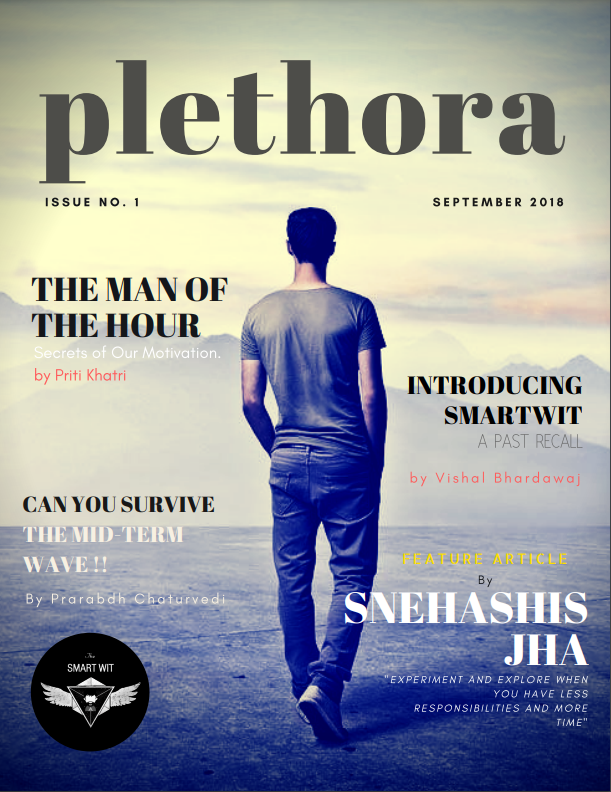 plethora
ISSUE NO. 1
SEPTEMBER 2018
THE MAN OF
THE HOUR
Secrets of Our Motivation.
by Priti Khatri
INTRODUCING
SMARTWIT
A PAST RECALL
by Vishal Bhardawaj
CAN YOU SURVIVE
THE MID-TERM
WAVE !!
By Prarabdh Chaturvedi
FEATURE ARTICLE
By
SNEHASHIS
JHA
"EXPERIMENT AND EXPLORE WHEN
YOU HAVE LESS
RESPONSIBILITIES AND MORE
TIME"
The
SMART WIT